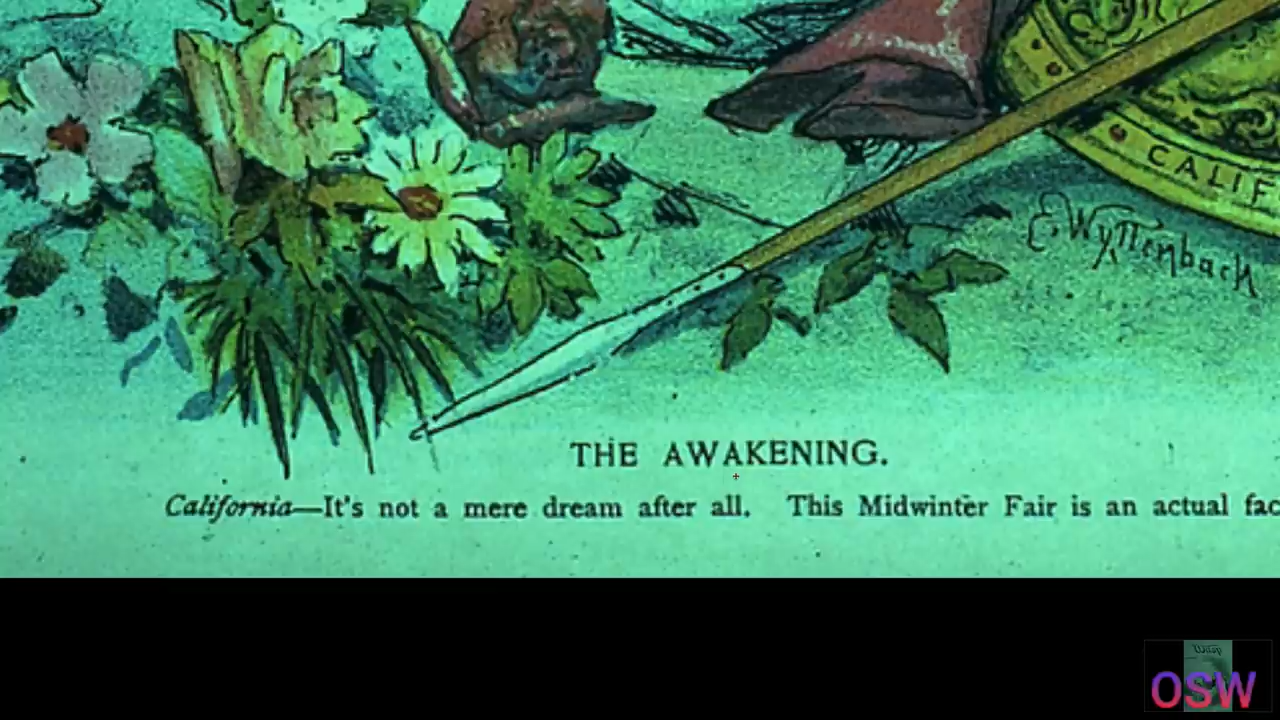 CALIF
E. Wyttenbach
THE AWAKENING.
California—It's not a mere dream after all. This Midwinter Fair is an actual fac
OSW